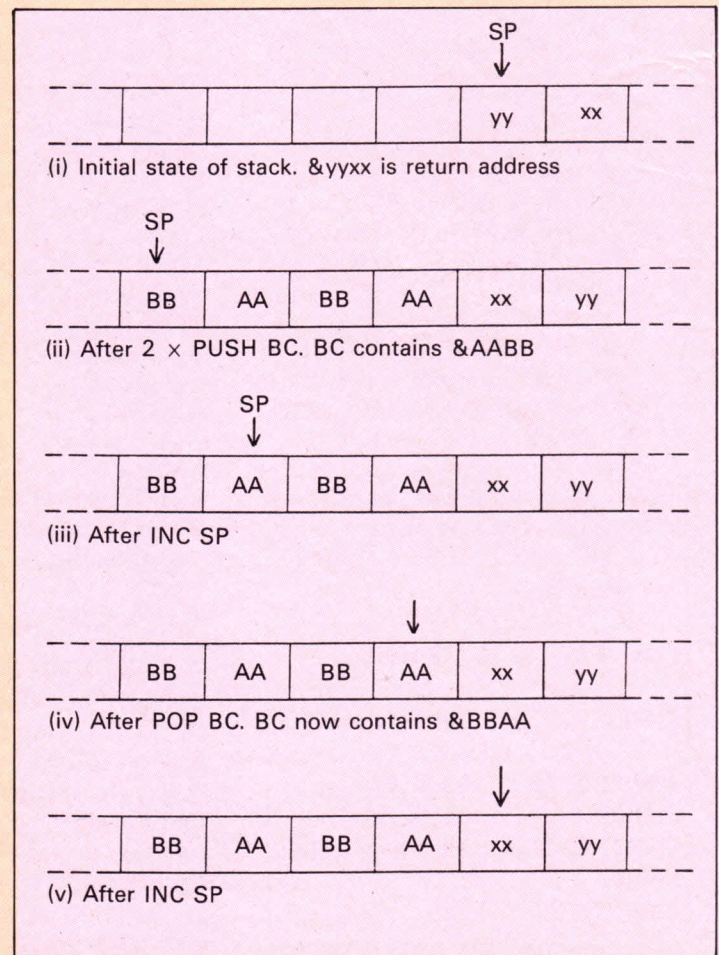 SP
yy xx
(i) Initial state of stack. &yyxx is return address
SP
BB AA BB AA xx yy
(ii) After 2 × PUSH BC. BC contains &AABB
SP
BB AA BB AA xx yy
(iii) After INC SP
BB AA BB AA xx yy
(iv) After POP BC. BC now contains &BBAA
BB AA BB AA xx yy
(v) After INC SP